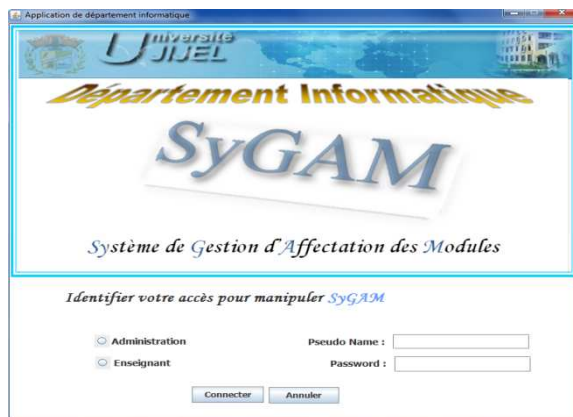 Application de département informatique
Université
JIJEL
Département Informatique
SyGAM
Système de Gestion d'Affectation des Modules
Identifier votre accès pour manipuler SyGAM
Administration
Pseudo Name :
Enseignant
Password :
Connecter
Annuler